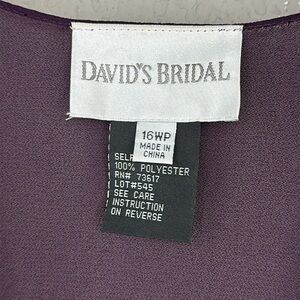 DAVID'S BRIDAL
16WP
MADE IN
CHINA
SELF
100% POLYESTER
RN# 73617
LOT#545
SEE CARE
INSTRUCTION
ON REVERSE